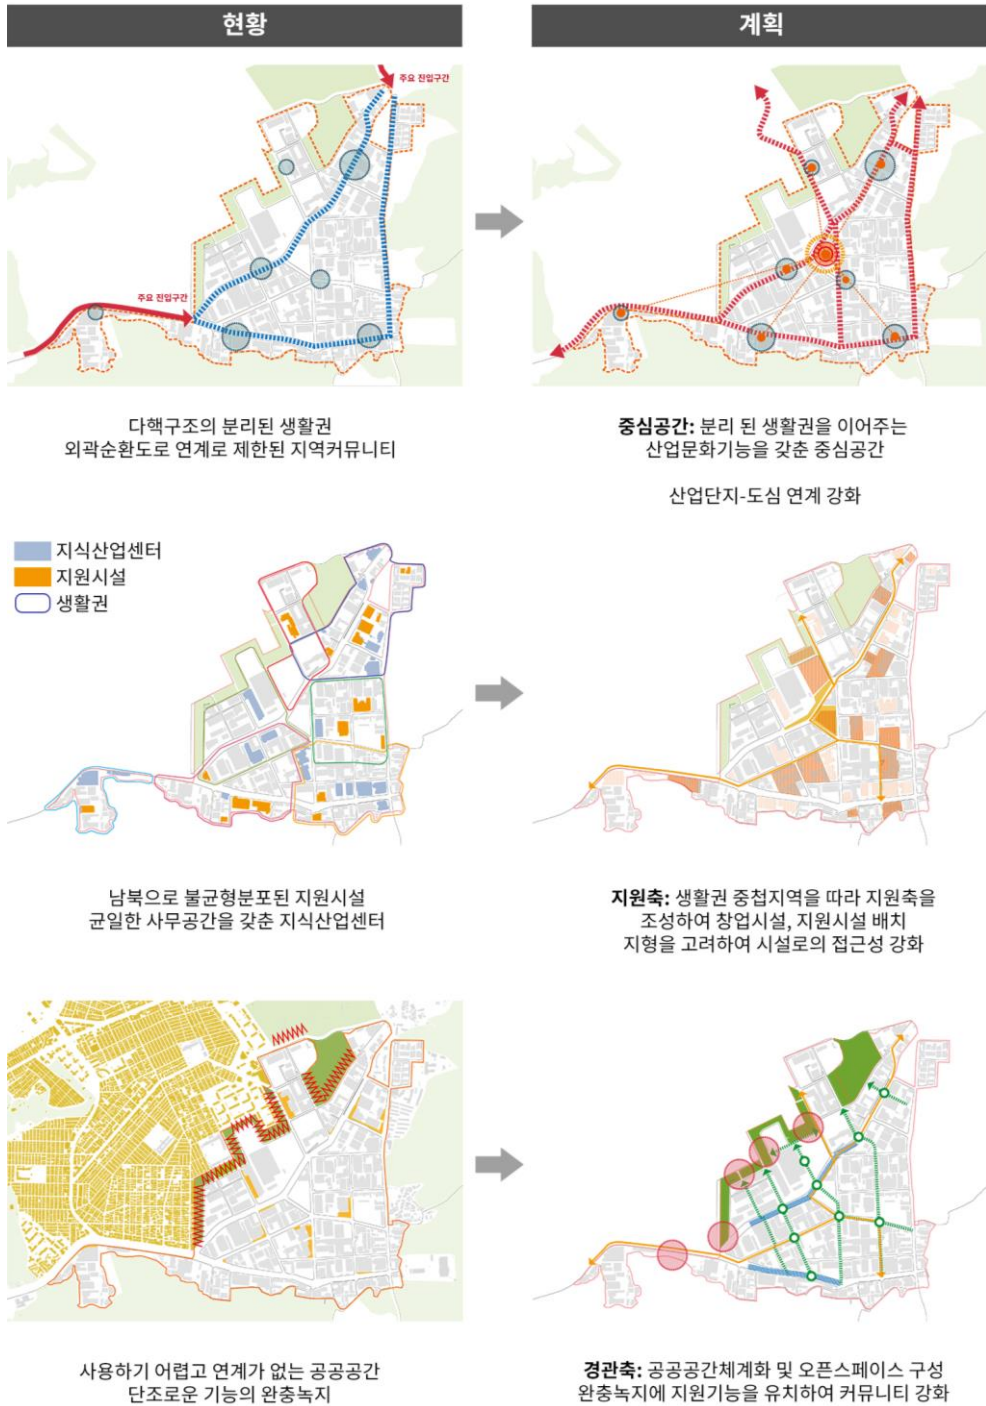 현황
계획
주요 진입구간
주요 진입구간
다핵구조의 분리된 생활권
외곽순환도로 연계로 제한된 지역커뮤니티
중심공간: 분리 된 생활권을 이어주는
산업문화기능을 갖춘 중심공간
산업단지-도심 연계 강화
지식산업센터
지원시설
생활권
남북으로 불균형분포된 지원시설
균일한 사무공간을 갖춘 지식산업센터
지원축: 생활권 중첩지역을 따라 지원축을
조성하여 창업시설, 지원시설 배치
지형을 고려하여 시설로의 접근성 강화
사용하기 어렵고 연계가 없는 공공공간
단조로운 기능의 완충녹지
경관축: 공공공간체계화 및 오픈스페이스 구성
완충녹지에 지원기능을 유치하여 커뮤니티 강화